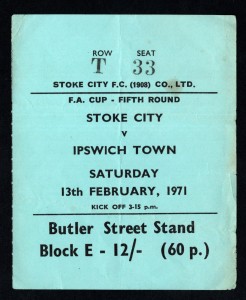 ROW SEAT
T 33
STOKE CITY F.C. (1908) CO., LTD.
F.A. CUP - FIFTH ROUND
STOKE CITY
V
IPSWICH TOWN
SATURDAY
13TH FEBRUARY, 1971
KICK OFF 3-15 p.m.
Butler Street Stand
Block E - 12/- (60 p.)